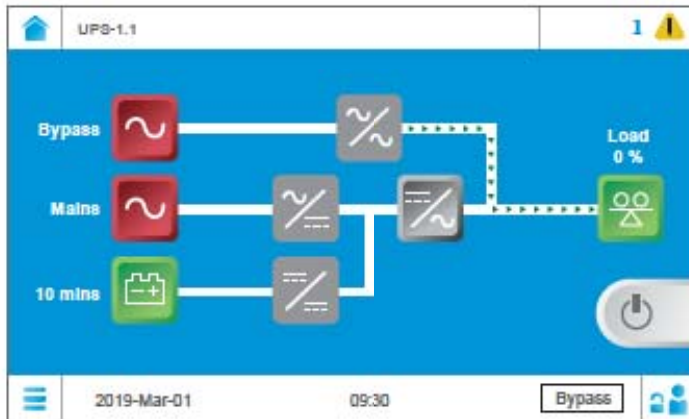 UPS-1.1
1
Bypass
Load
0 %
Mains
10 mins
2019-Mar-01
09:30
Bypass